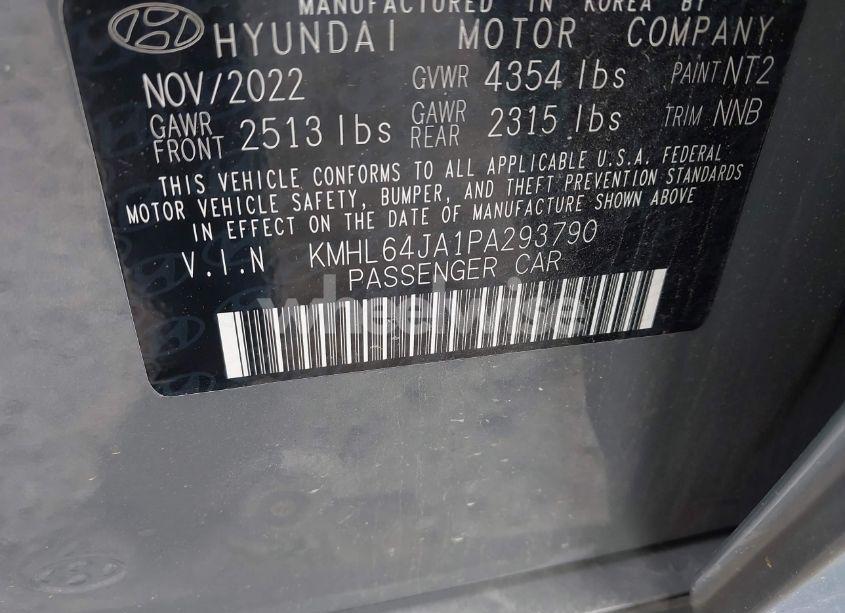 MANUFACTURED IN KOREA BY
HYUNDAI MOTOR COMPANY
NOV/2022 GVWR 4354 lbs PAINT NT2
GAWR FRONT 2513 lbs GAWR REAR 2315 lbs TRIM NNB
THIS VEHICLE CONFORMS TO ALL APPLICABLE U.S.A. FEDERAL
MOTOR VEHICLE SAFETY, BUMPER, AND THEFT PREVENTION STANDARDS
IN EFFECT ON THE DATE OF MANUFACTURE SHOWN ABOVE
V.I.N KMHL64JA1PA293790
PASSENGER CAR
wheelwise